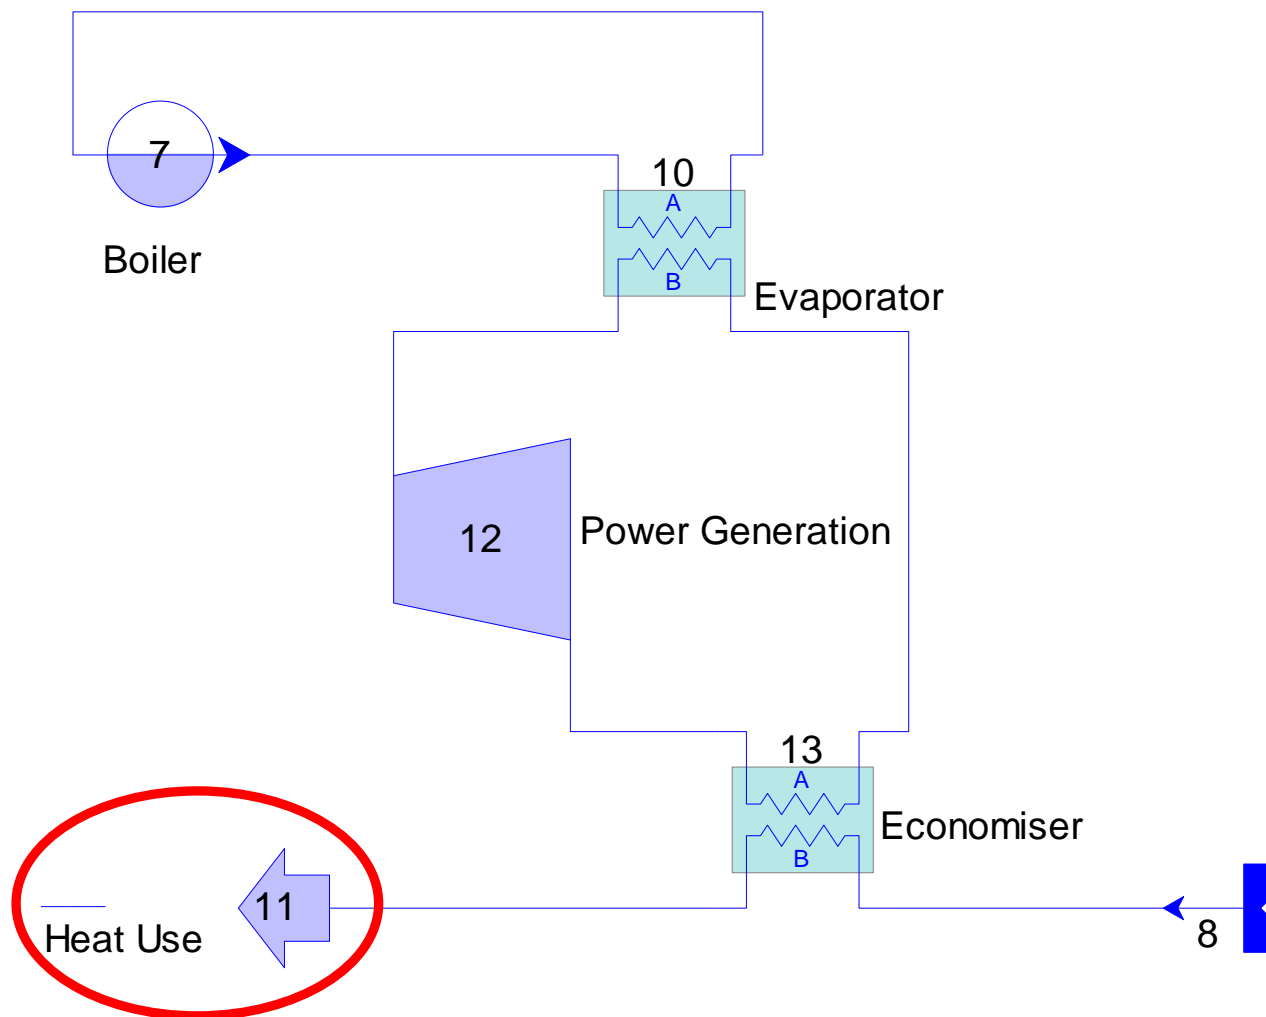 7
10
A
Boiler
B
Evaporator
12
Power Generation
13
A
Economiser
B
11
Heat Use
8